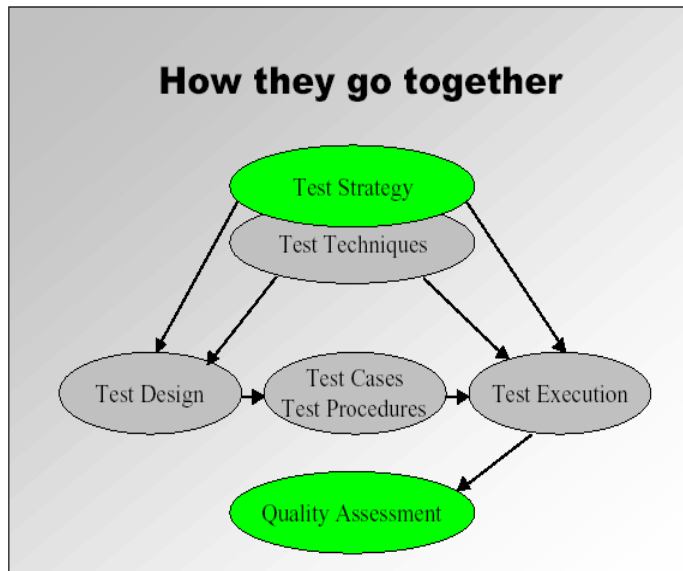 How they go together
Test Strategy
Test Techniques
Test Design
Test Cases
Test Procedures
Test Execution
Quality Assessment